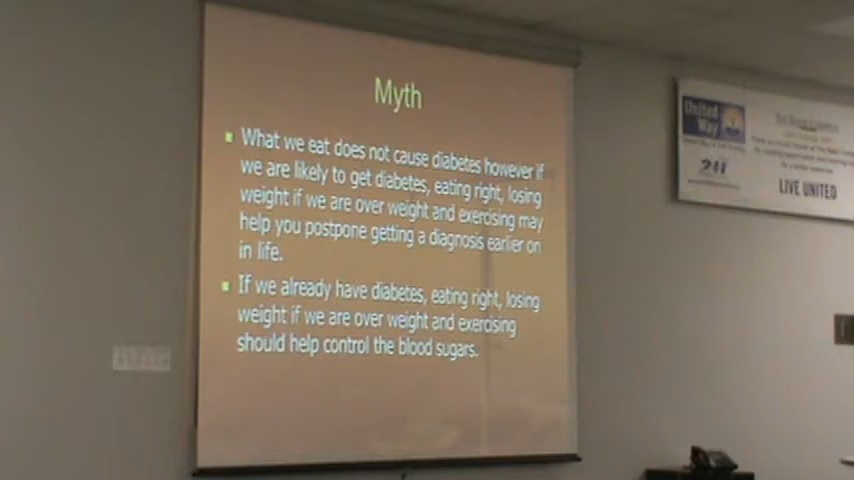 Myth
What we eat does not cause diabetes however if
we are likely to get diabetes, eating right, losing
weight if we are over weight and exercising may
help you postpone getting a diagnosis earlier on
in life.
If we already have diabetes, eating right, losing
weight if we are over weight and exercising
should help control the blood sugars.
United
Way
211
LIVE UNITED